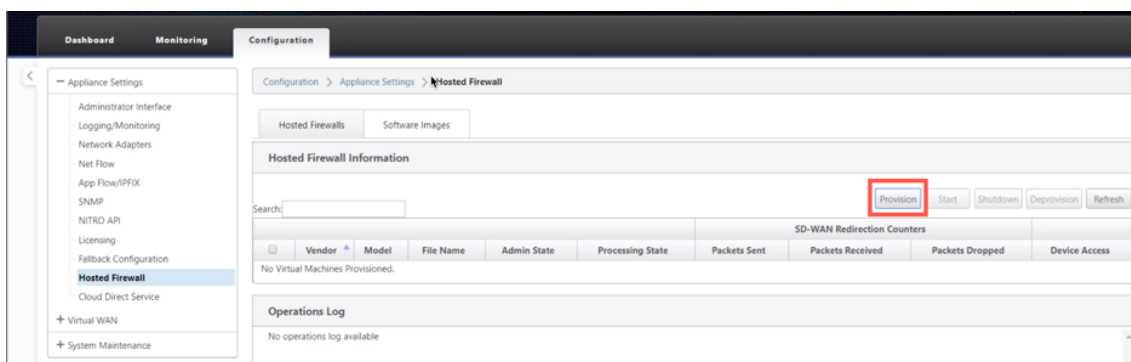 Dashboard Monitoring Configuration
Appliance Settings
Administrator Interface
Logging/Monitoring
Network Adapters
Net Flow
App Flow/IPFIX
SNMP
NITRO API
Licensing
Fallback Configuration
Hosted Firewall
Cloud Direct Service
Virtual WAN
System Maintenance
Configuration > Appliance Settings > Hosted Firewall
Hosted Firewalls Software Images
Hosted Firewall Information
Provision Start Shutdown Deprovision Refresh
Search:
SD-WAN Redirection Counters
Vendor Model File Name Admin State Processing State Packets Sent Packets Received Packets Dropped Device Access
No Virtual Machines Provisioned.
Operations Log
No operations log available